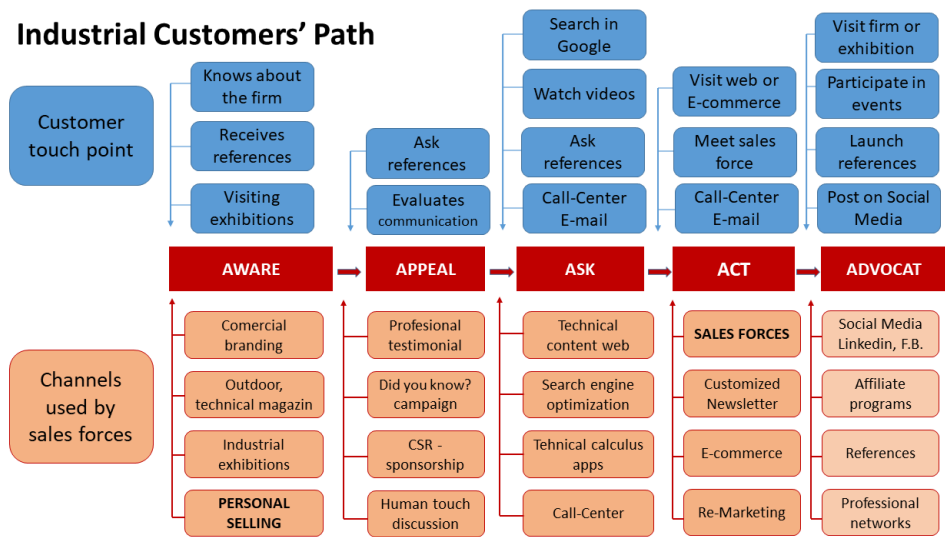 Industrial Customers’ Path
Customer
touch point
Knows about
the firm
Receives
references
Visiting
exhibitions
Ask
references
Evaluates
communication
Search in
Google
Watch videos
Ask
references
Call-Center
E-mail
Visit web or
E-commerce
Meet sales
force
Call-Center
E-mail
Visit firm or
exhibition
Participate in
events
Launch
references
Post on Social
Media
AWARE
APPEAL
ASK
ACT
ADVOCAT
Channels
used by
sales forces
Comercial
branding
Outdoor,
technical magazin
Industrial
exhibitions
PERSONAL
SELLING
Profesional
testimonial
Did you know?
campaign
CSR -
sponsorship
Human touch
discussion
Technical
content web
Search engine
optimization
Tehnical calculus
apps
Call-Center
SALES FORCES
Customized
Newsletter
E-commerce
Re-Marketing
Social Media
Linkedin, F.B.
Affiliate
programs
References
Professional
networks